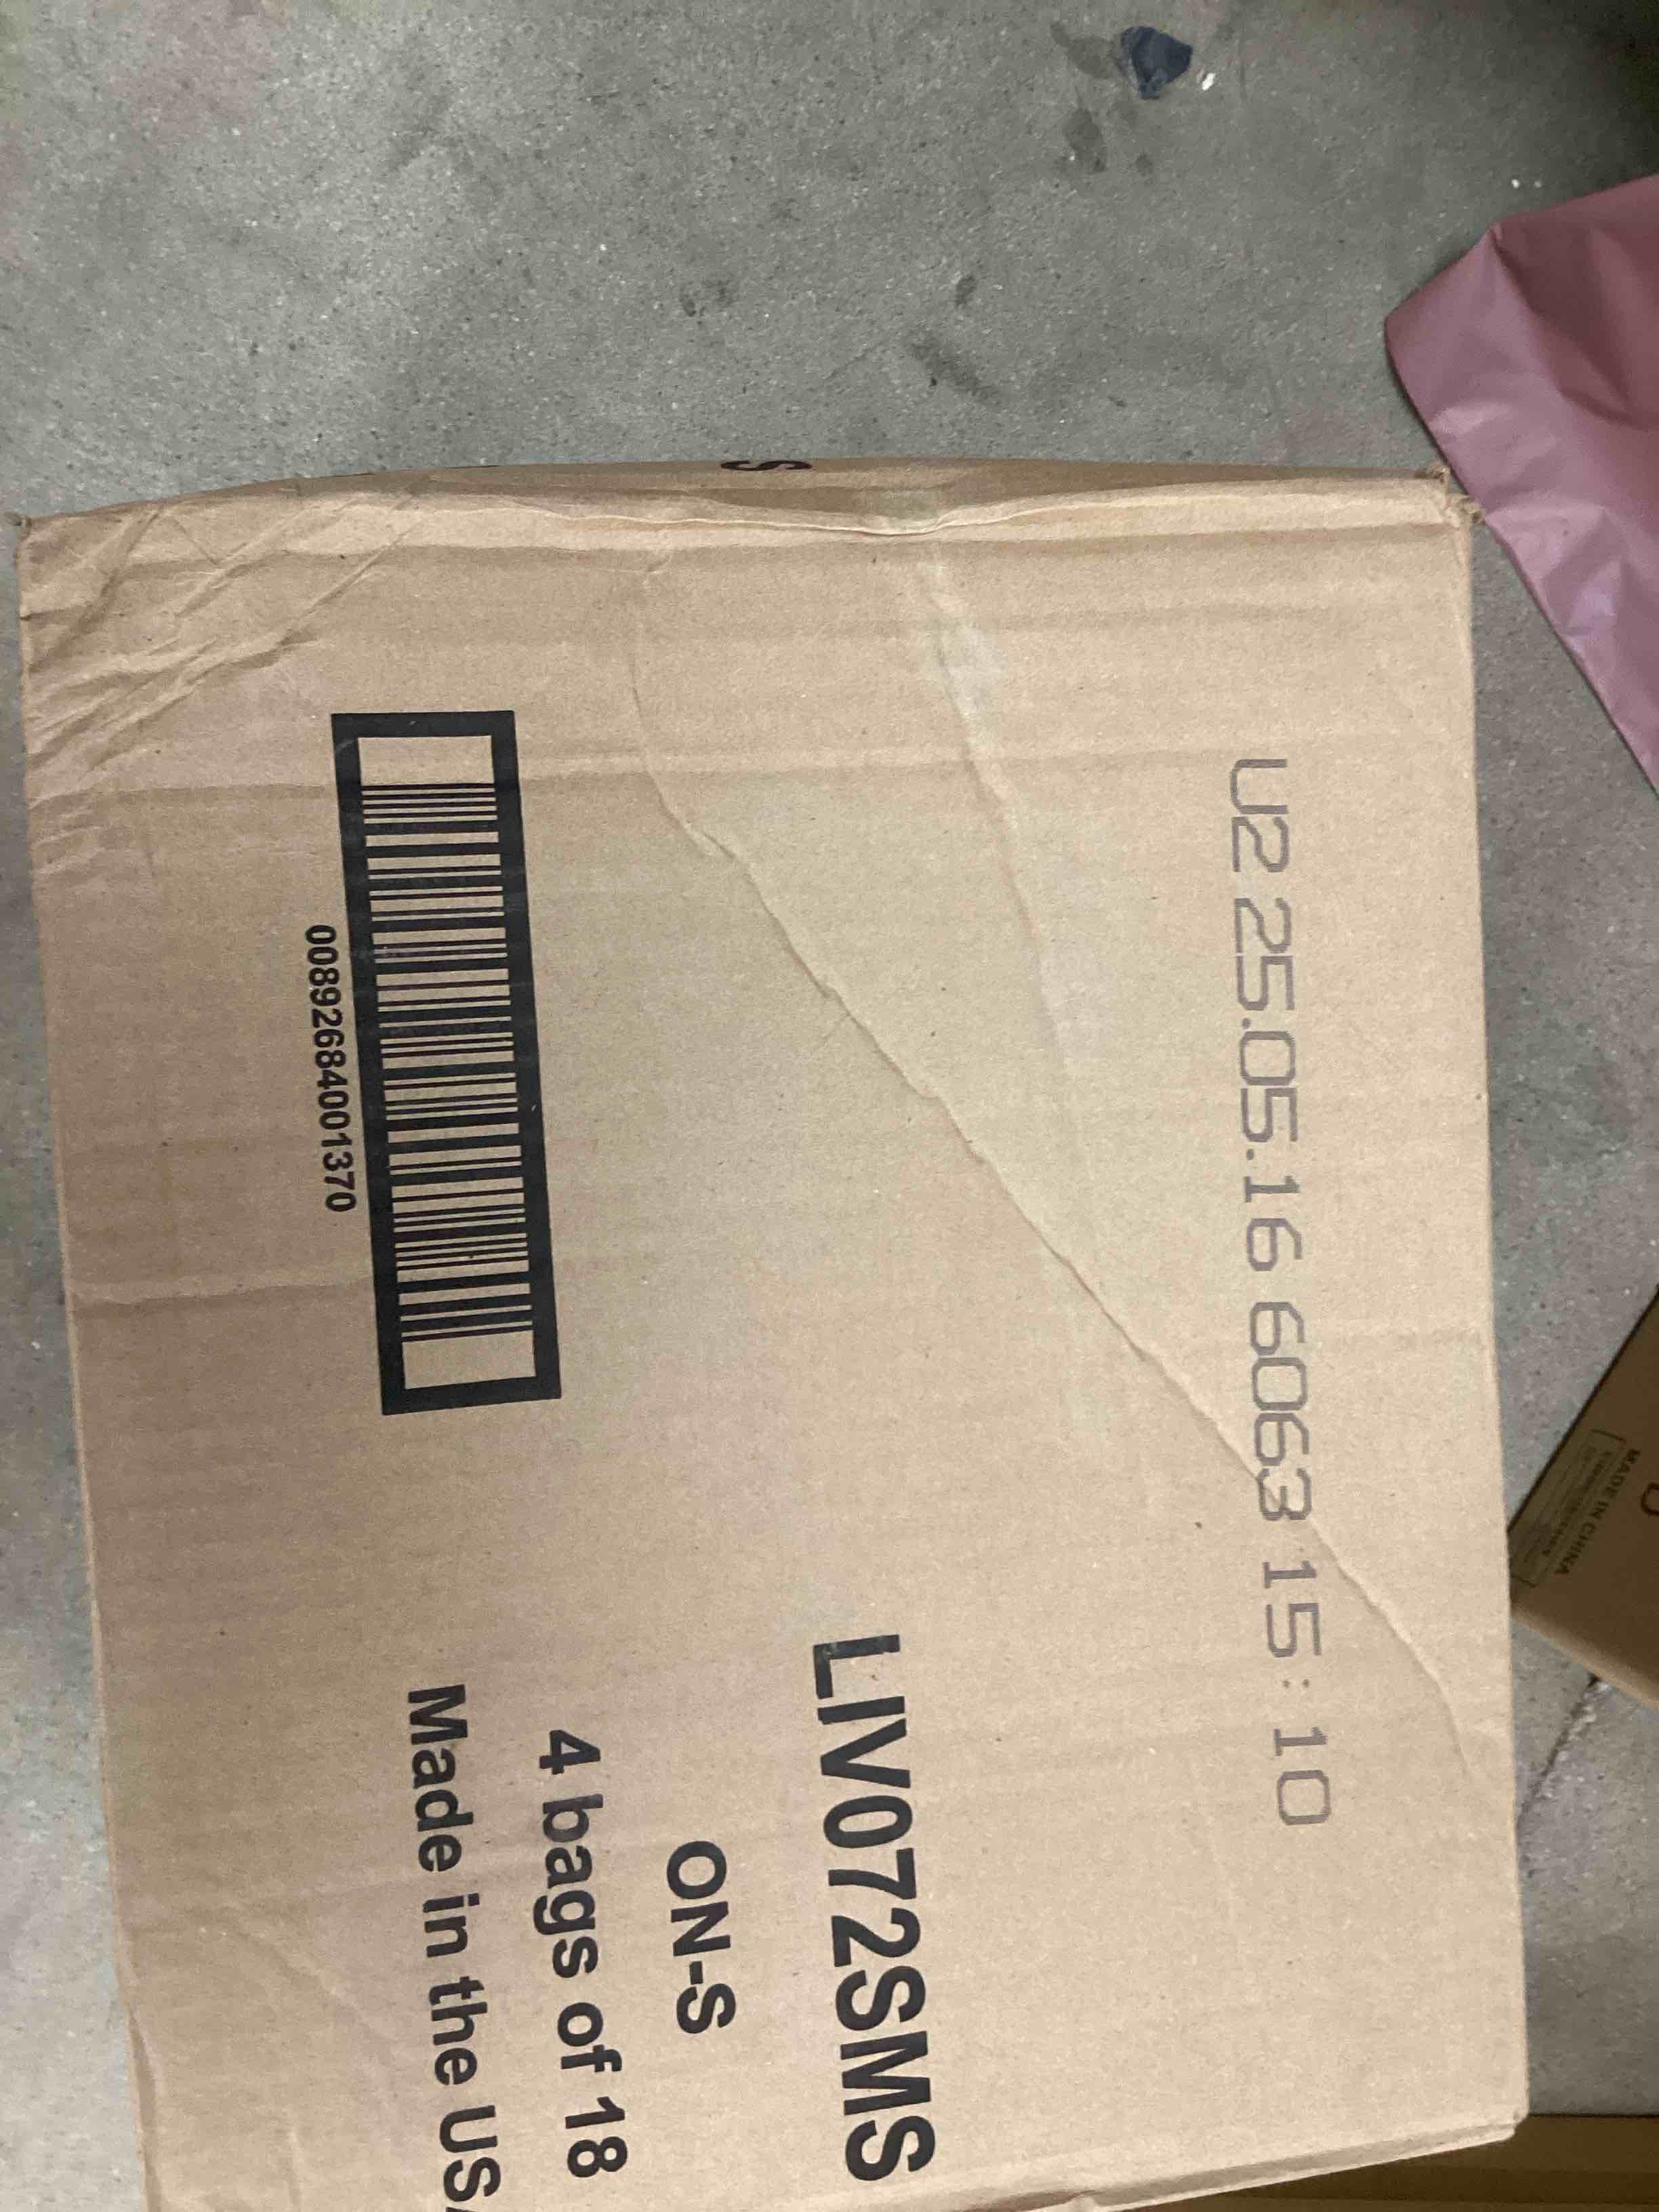 U2 25.05.16 6063 15:10
LIV072SMS
ON-S
4 bags of 18
Made in the USA
00892684001370
S
MADE IN CHINA